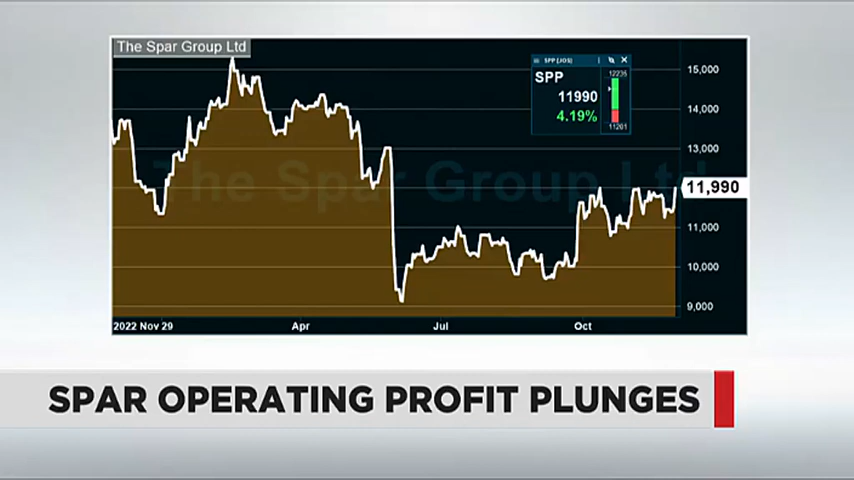 The Spar Group Ltd
SPP [JOS]
SPP
11990
4.19%
12236
11201
15,000
14,000
13,000
11,990
11,000
10,000
9,000
The Spar Group Ltd
2022 Nov 29
Apr
Jul
Oct
SPAR OPERATING PROFIT PLUNGES